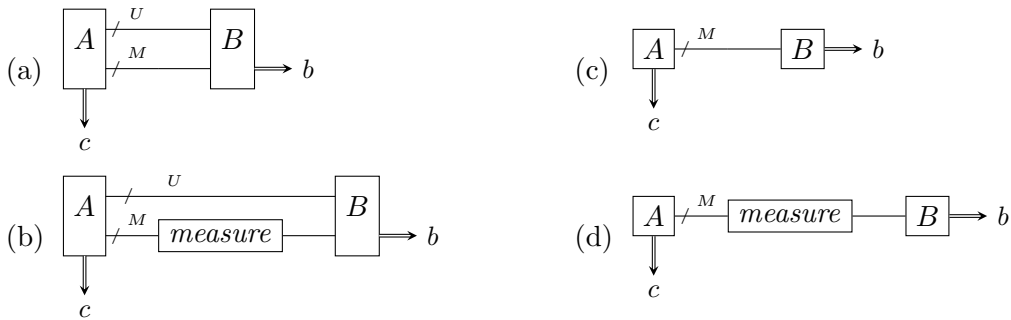 (a) A U M B b c
(c) A M B b c
(b) A U M measure B b c
(d) A M measure B b c